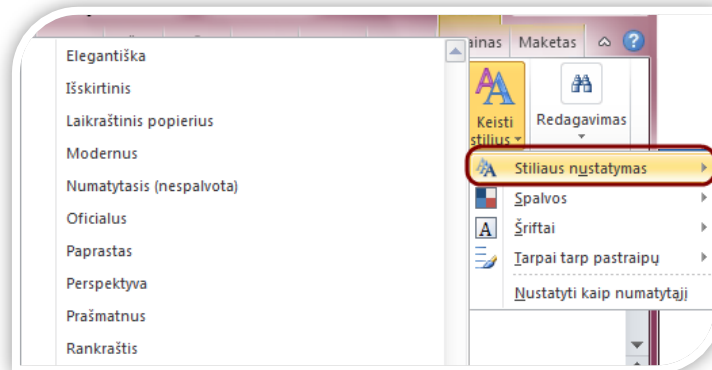 Elegantiška
Išskirtinis
Laikraštinis popierius
Modernus
Numatytasis (nespalvota)
Oficialus
Paprastas
Perspektyva
Prašmatnus
Rankraštis
ainas Maketas
Keisti stilius
Redagavimas
Stiliaus nustatymas
Spalvos
A Šriftai
Tarpai tarp pastraipų
Nustatyti kaip numatytąjį